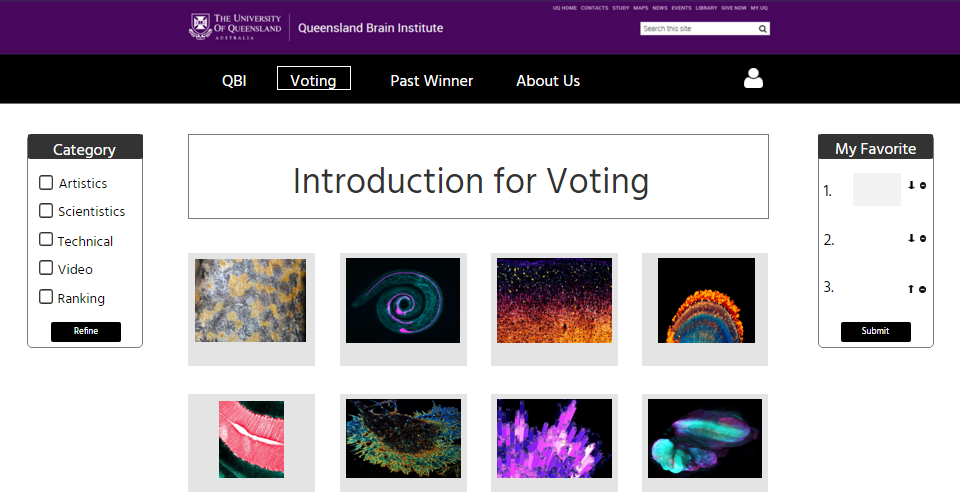 UQ HOME CONTACTS STUDY MAPS NEWS EVENTS LIBRARY GIVE NOW MY.UQ
THE UNIVERSITY
OF QUEENSLAND
AUSTRALIA
Queensland Brain Institute
Search this site
QBI Voting Past Winner About Us
Category
Artistics
Scientistics
Technical
Video
Ranking
Refine
Introduction for Voting
My Favorite
1.
2.
3.
Submit